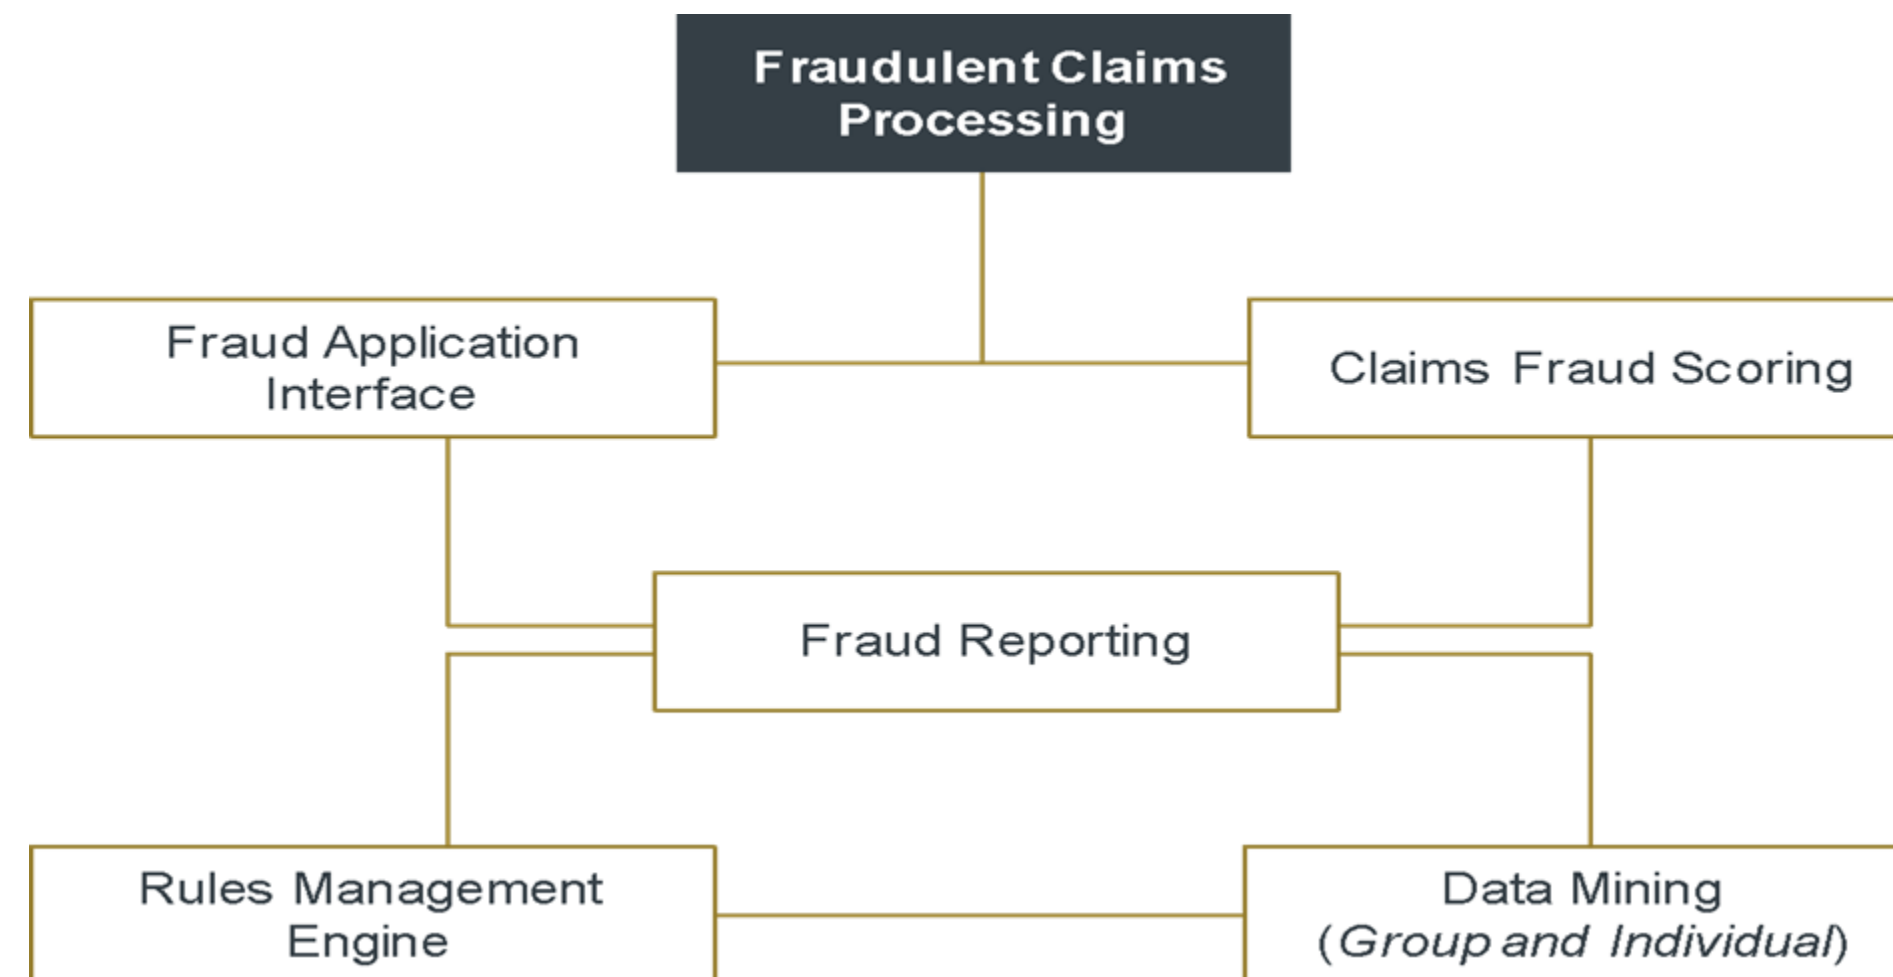 Fraudulent Claims
Processing
Fraud Application
Interface
Claims Fraud Scoring
Fraud Reporting
Rules Management
Engine
Data Mining
(Group and Individual)